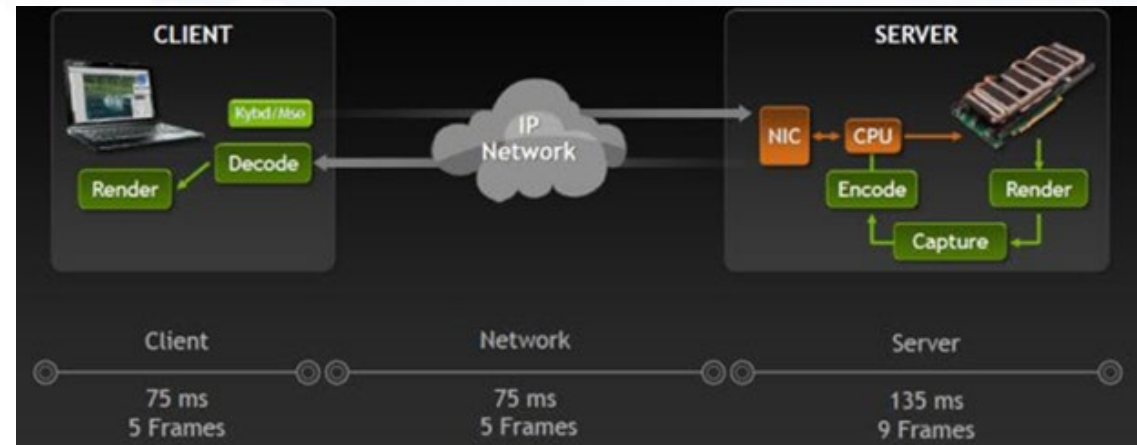 CLIENT
SERVER
Kybd/Mse
IP
Network
NIC
CPU
Decode
Render
Encode
Render
Capture
Client
Network
Server
75 ms
5 Frames
75 ms
5 Frames
135 ms
9 Frames